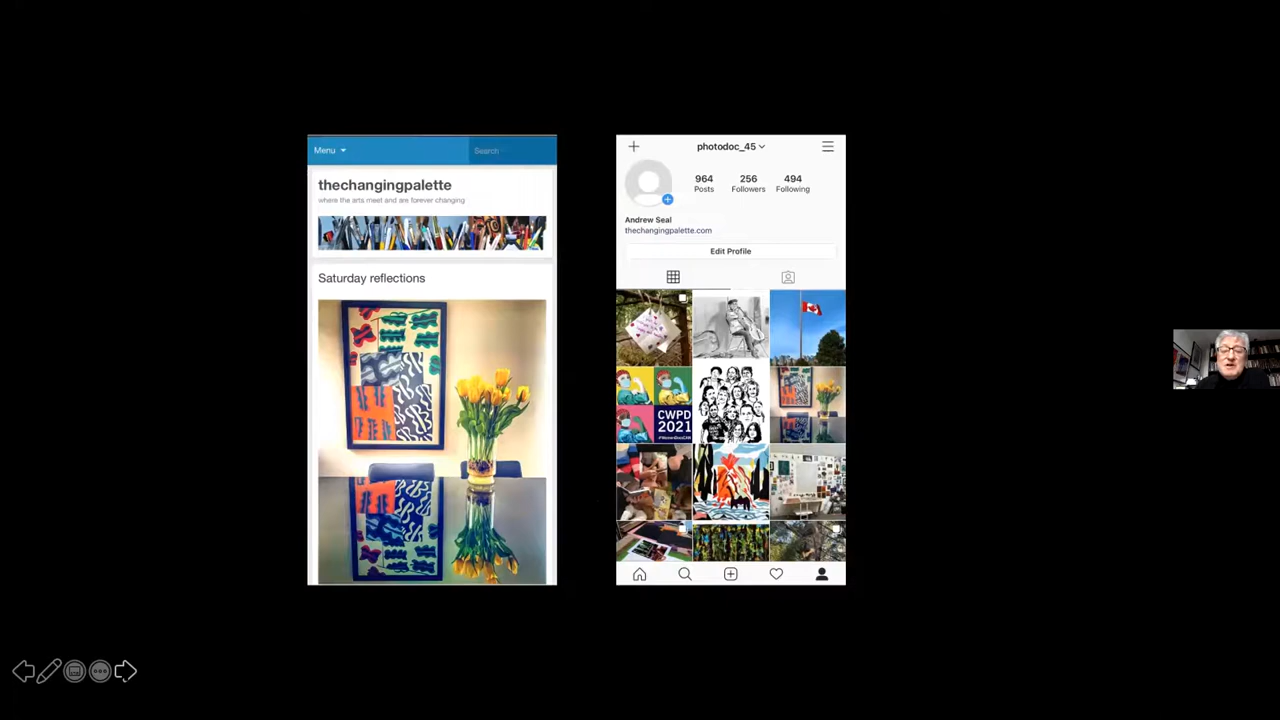 Menu
Search
thechangingpalette
where the arts meet and are forever changing
Saturday reflections
photodoc_45
964 256 494
Posts Followers Following
Andrew Seal
thechangingpalette.com
Edit Profile
CWPD
2021